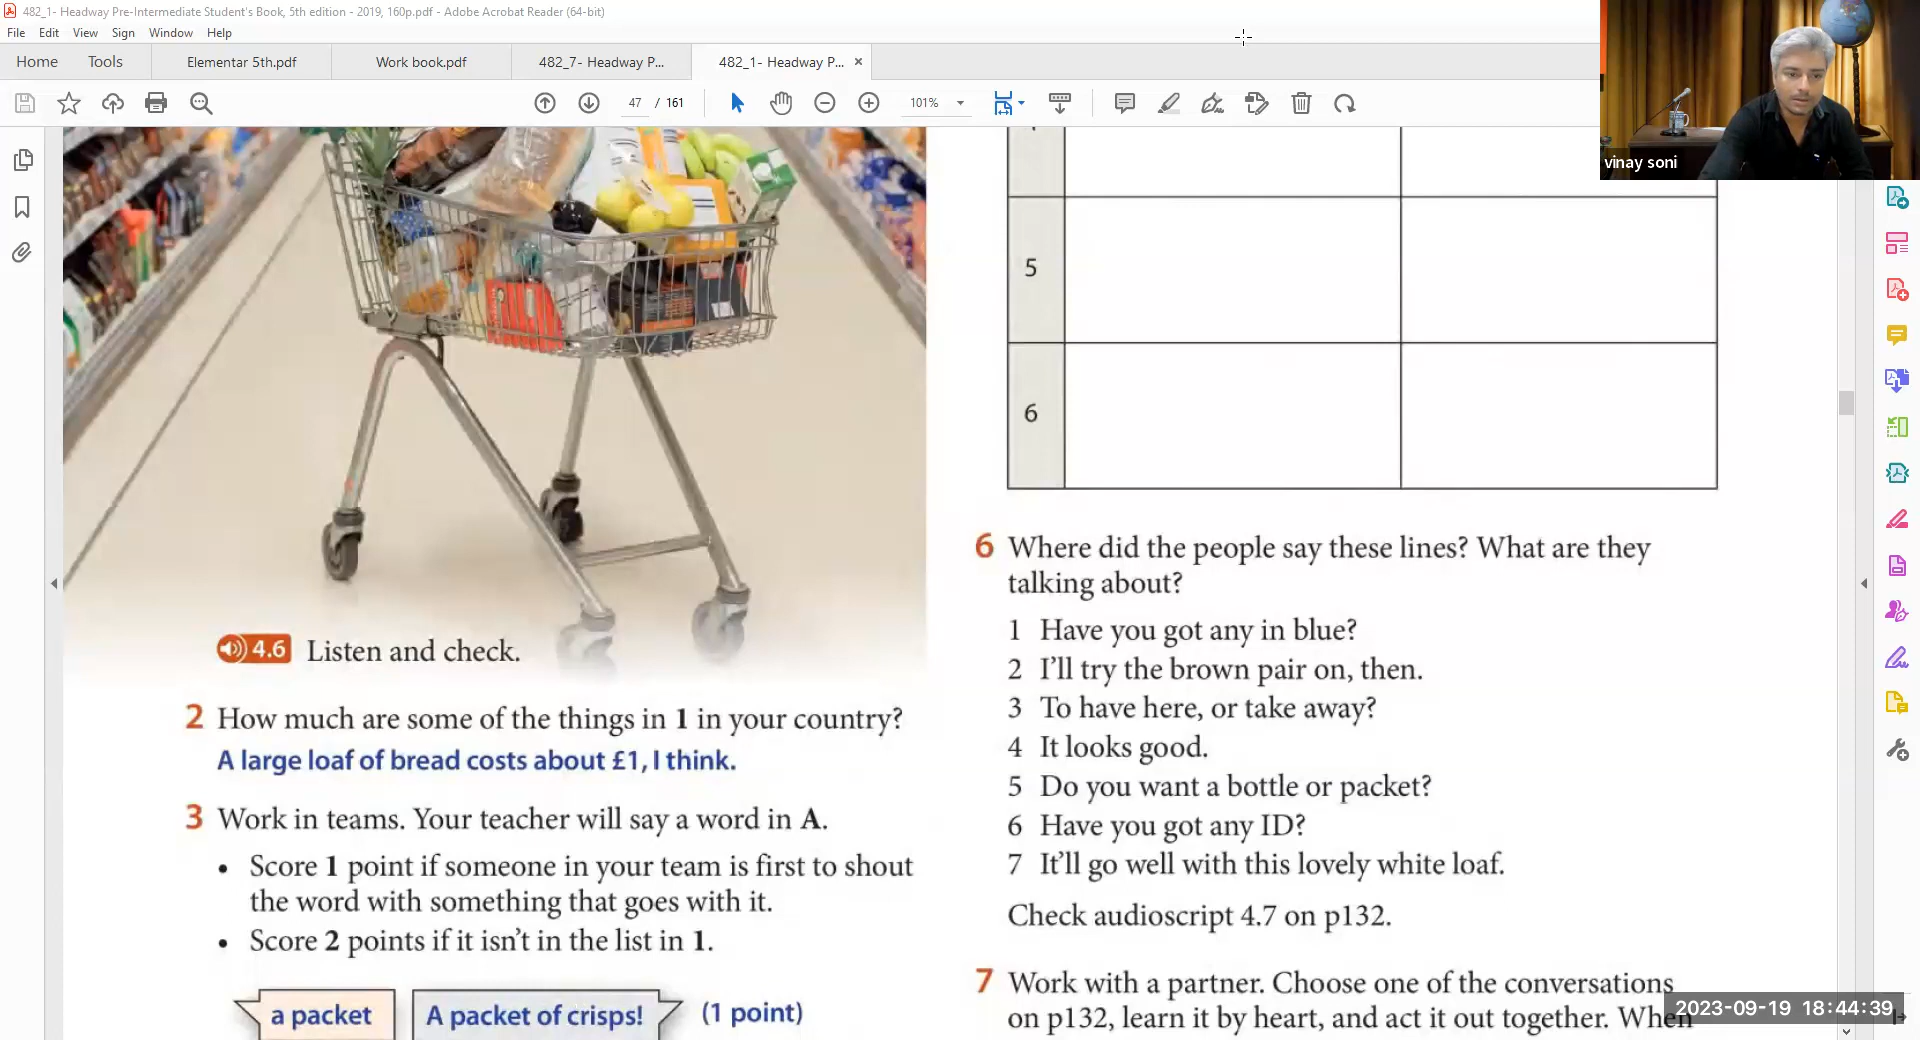 482_1- Headway Pre-Intermediate Student's Book, 5th edition - 2019, 160p.pdf - Adobe Acrobat Reader (64-bit)
File Edit View Sign Window Help
Home Tools Elementar 5th.pdf Work book.pdf 482_7- Headway P... 482_1- Headway P... ×
47 / 161 101%
vinay soni
4.6 Listen and check.
2 How much are some of the things in 1 in your country?
A large loaf of bread costs about £1, I think.
3 Work in teams. Your teacher will say a word in A.
• Score 1 point if someone in your team is first to shout
the word with something that goes with it.
• Score 2 points if it isn't in the list in 1.
a packet A packet of crisps! (1 point)
5
6
6 Where did the people say these lines? What are they
talking about?
1 Have you got any in blue?
2 I'll try the brown pair on, then.
3 To have here, or take away?
4 It looks good.
5 Do you want a bottle or packet?
6 Have you got any ID?
7 It'll go well with this lovely white loaf.
Check audioscript 4.7 on p132.
7 Work with a partner. Choose one of the conversations
on p132, learn it by heart, and act it out together. When
2023-09-19 18:44:39